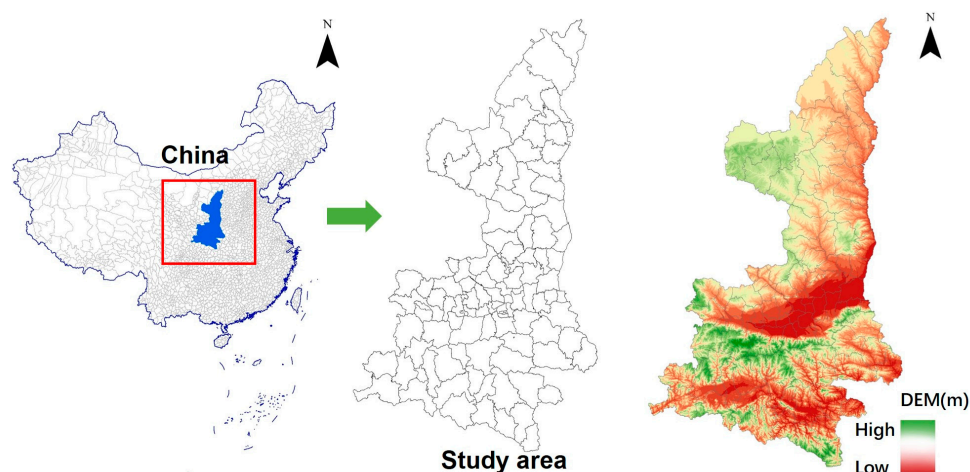 N
N
China
Study area
DEM(m)
High
Low